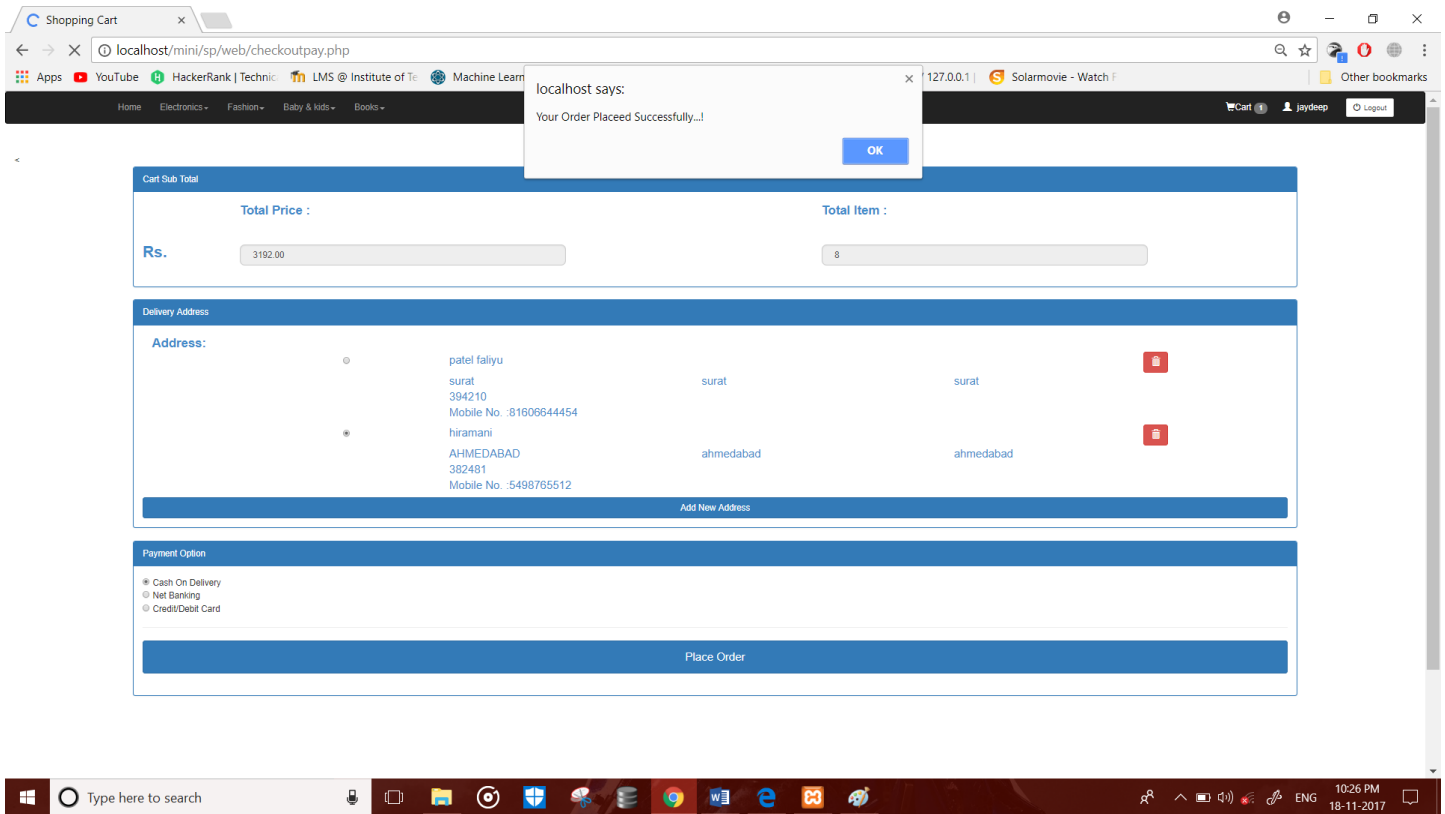 Shopping Cart
localhost/mini/sp/web/checkoutpay.php
Apps YouTube HackerRank | Technic LMS @ Institute of Te Machine Learn 127.0.0.1 | Solarmovie - Watch F Other bookmarks
localhost says:
Your Order Placeed Successfully...!
OK
Home Electronics Fashion Baby & kids Books Cart 1 jaydeep Logout
<
Cart Sub Total
Total Price : Total Item :
Rs. 3192.00 8
Delivery Address
Address:
patel faliyu
surat surat surat
394210
Mobile No. :81606644454
hiramani
AHMEDABAD ahmedabad ahmedabad
382481
Mobile No. :5498765512
Add New Address
Payment Option
Cash On Delivery
Net Banking
Credit/Debit Card
Place Order
Type here to search
ENG
10:26 PM
18-11-2017